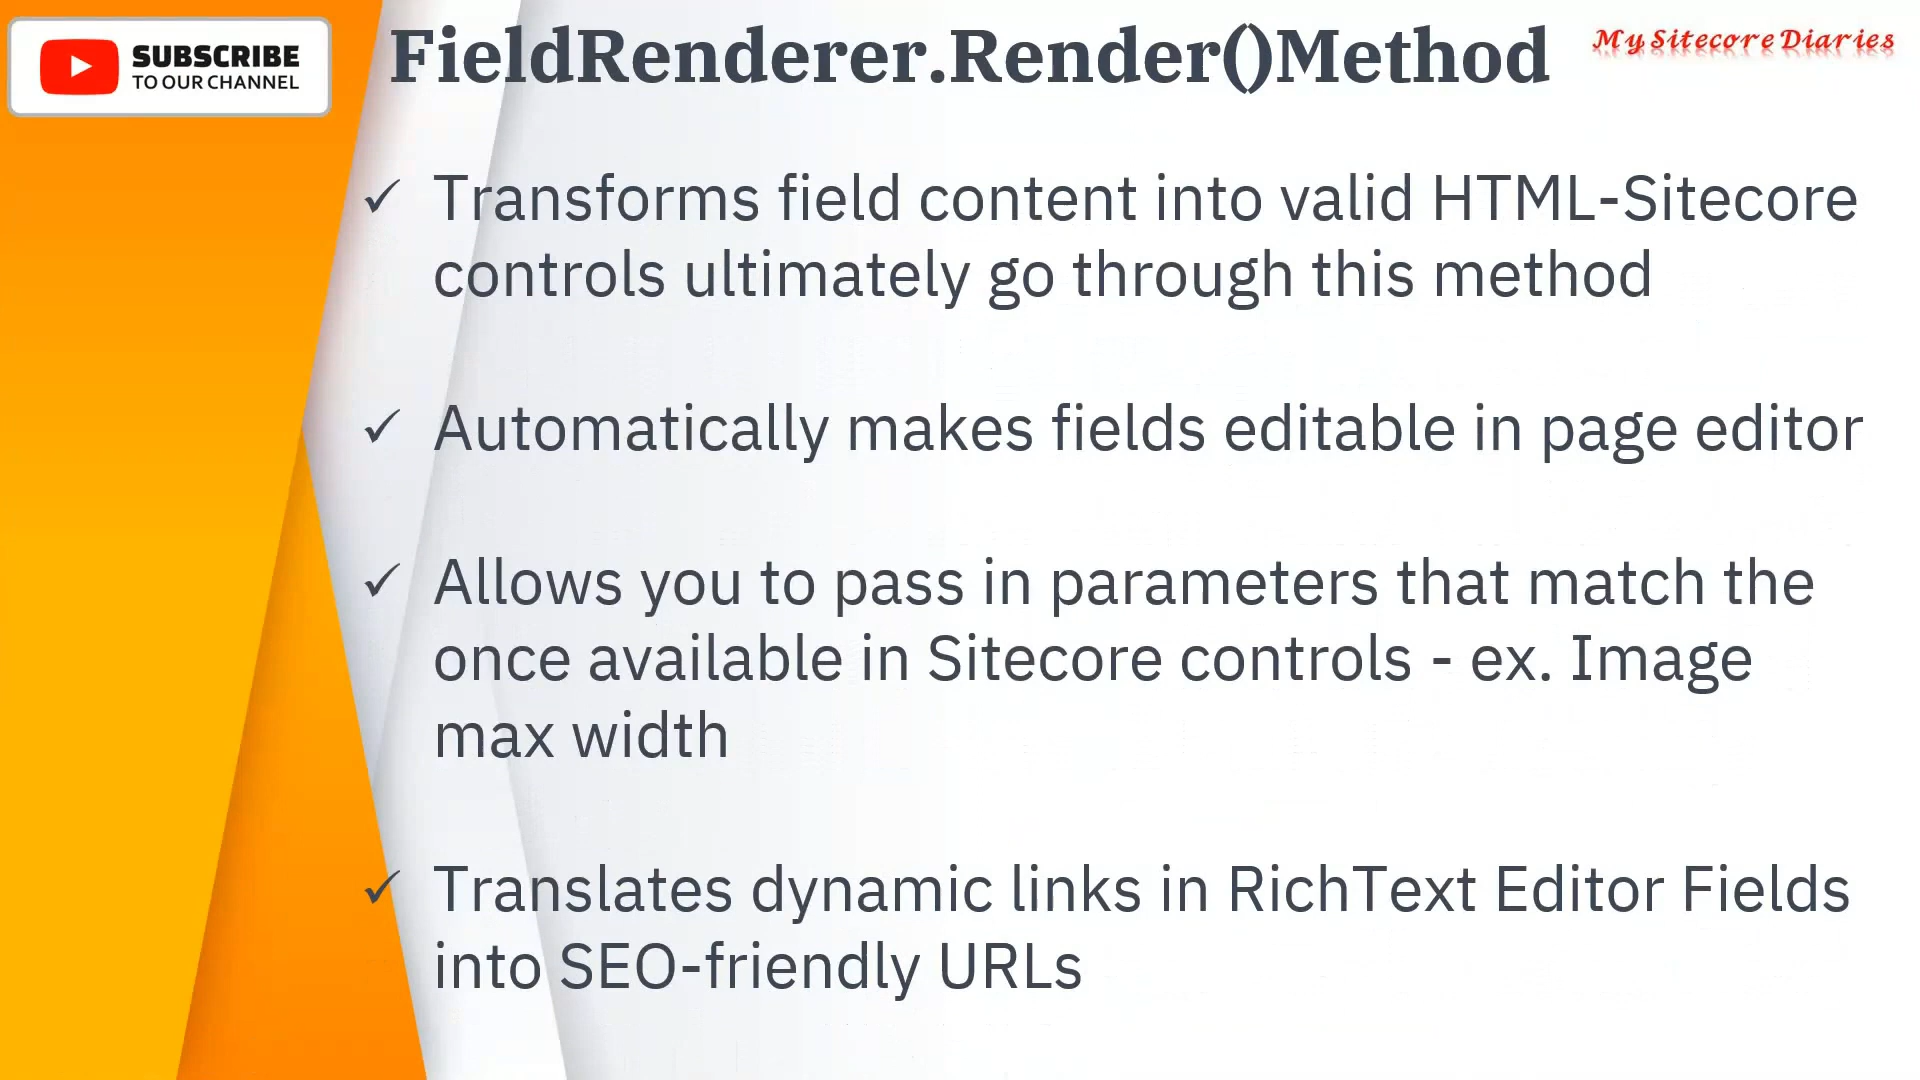 SUBSCRIBE
TO OUR CHANNEL
FieldRenderer.Render()Method
My Sitecore Diaries
✓ Transforms field content into valid HTML-Sitecore
controls ultimately go through this method
✓ Automatically makes fields editable in page editor
✓ Allows you to pass in parameters that match the
once available in Sitecore controls - ex. Image
max width
✓ Translates dynamic links in RichText Editor Fields
into SEO-friendly URLs